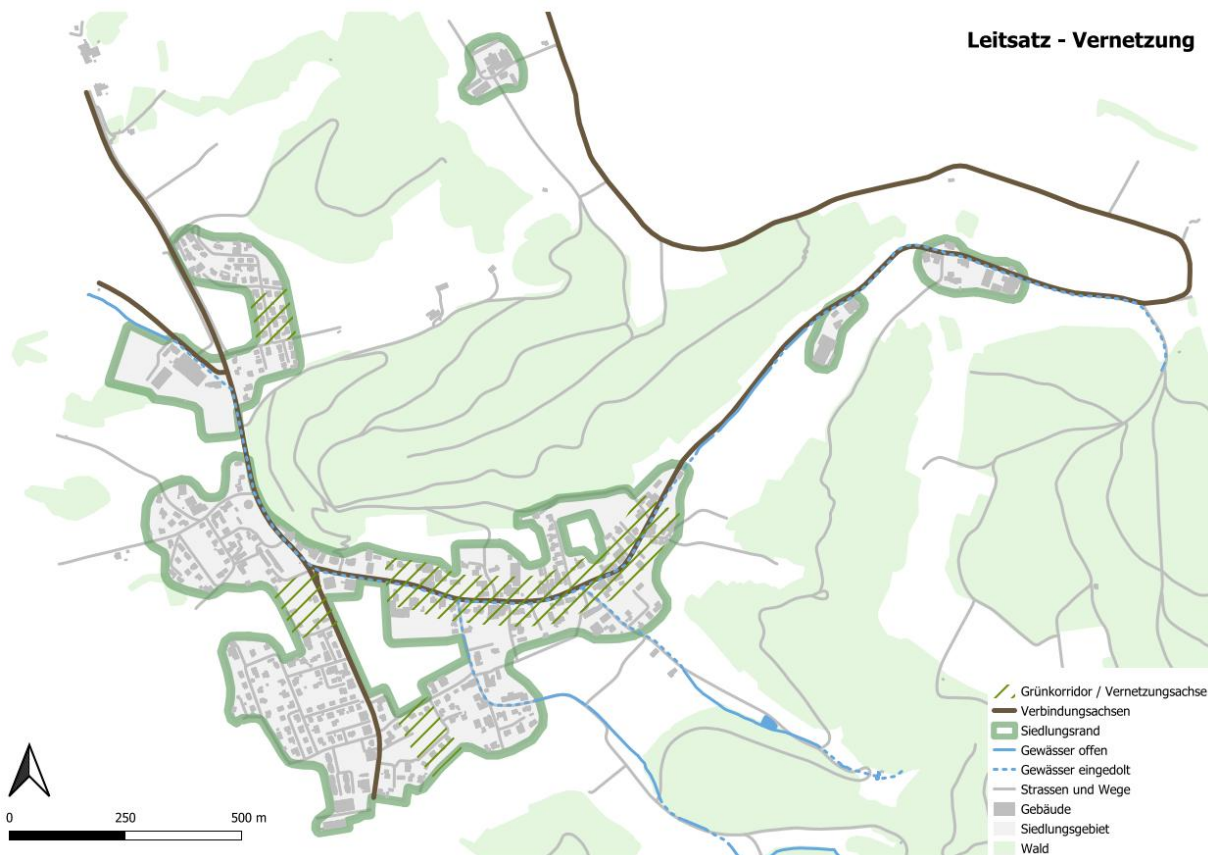 Leitsatz - Vernetzung
Grünkorridor / Vernetzungsachse
Verbindungsachsen
Siedlungsrand
Gewässer offen
Gewässer eingedolt
Strassen und Wege
Gebäude
Siedlungsgebiet
Wald
0 250 500 m